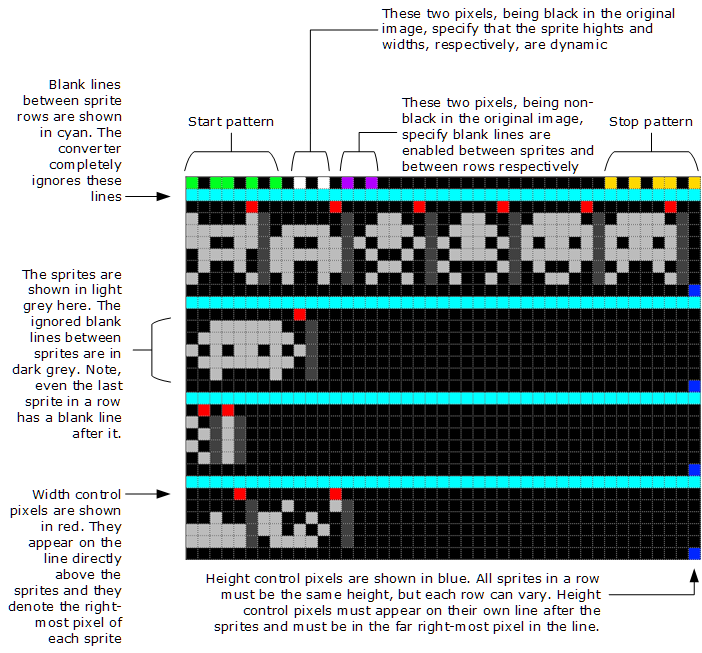 These two pixels, being black in the original
image, specify that the sprite hights and
widths, respectively, are dynamic
Blank lines
between sprite
rows are shown
in cyan. The
converter
completely
ignores these
lines
Start pattern
These two pixels, being non-
black in the original image,
specify blank lines are
enabled between sprites and
between rows respectively
Stop pattern
The sprites are
shown in light
grey here. The
ignored blank
lines between
sprites are in
dark grey. Note,
even the last
sprite in a row
has a blank line
after it.
Width control
pixels are shown
in red. They
appear on the
line directly
above the
sprites and they
denote the right-
most pixel of
each sprite
Height control pixels are shown in blue. All sprites in a row
must be the same height, but each row can vary. Height
control pixels must appear on their own line after the
sprites and must be in the far right-most pixel in the line.